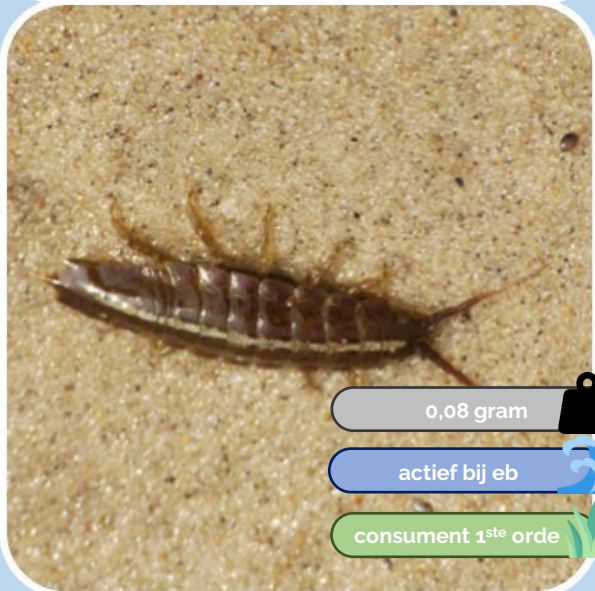 0,08 gram
actief bij eb
consument 1ste orde